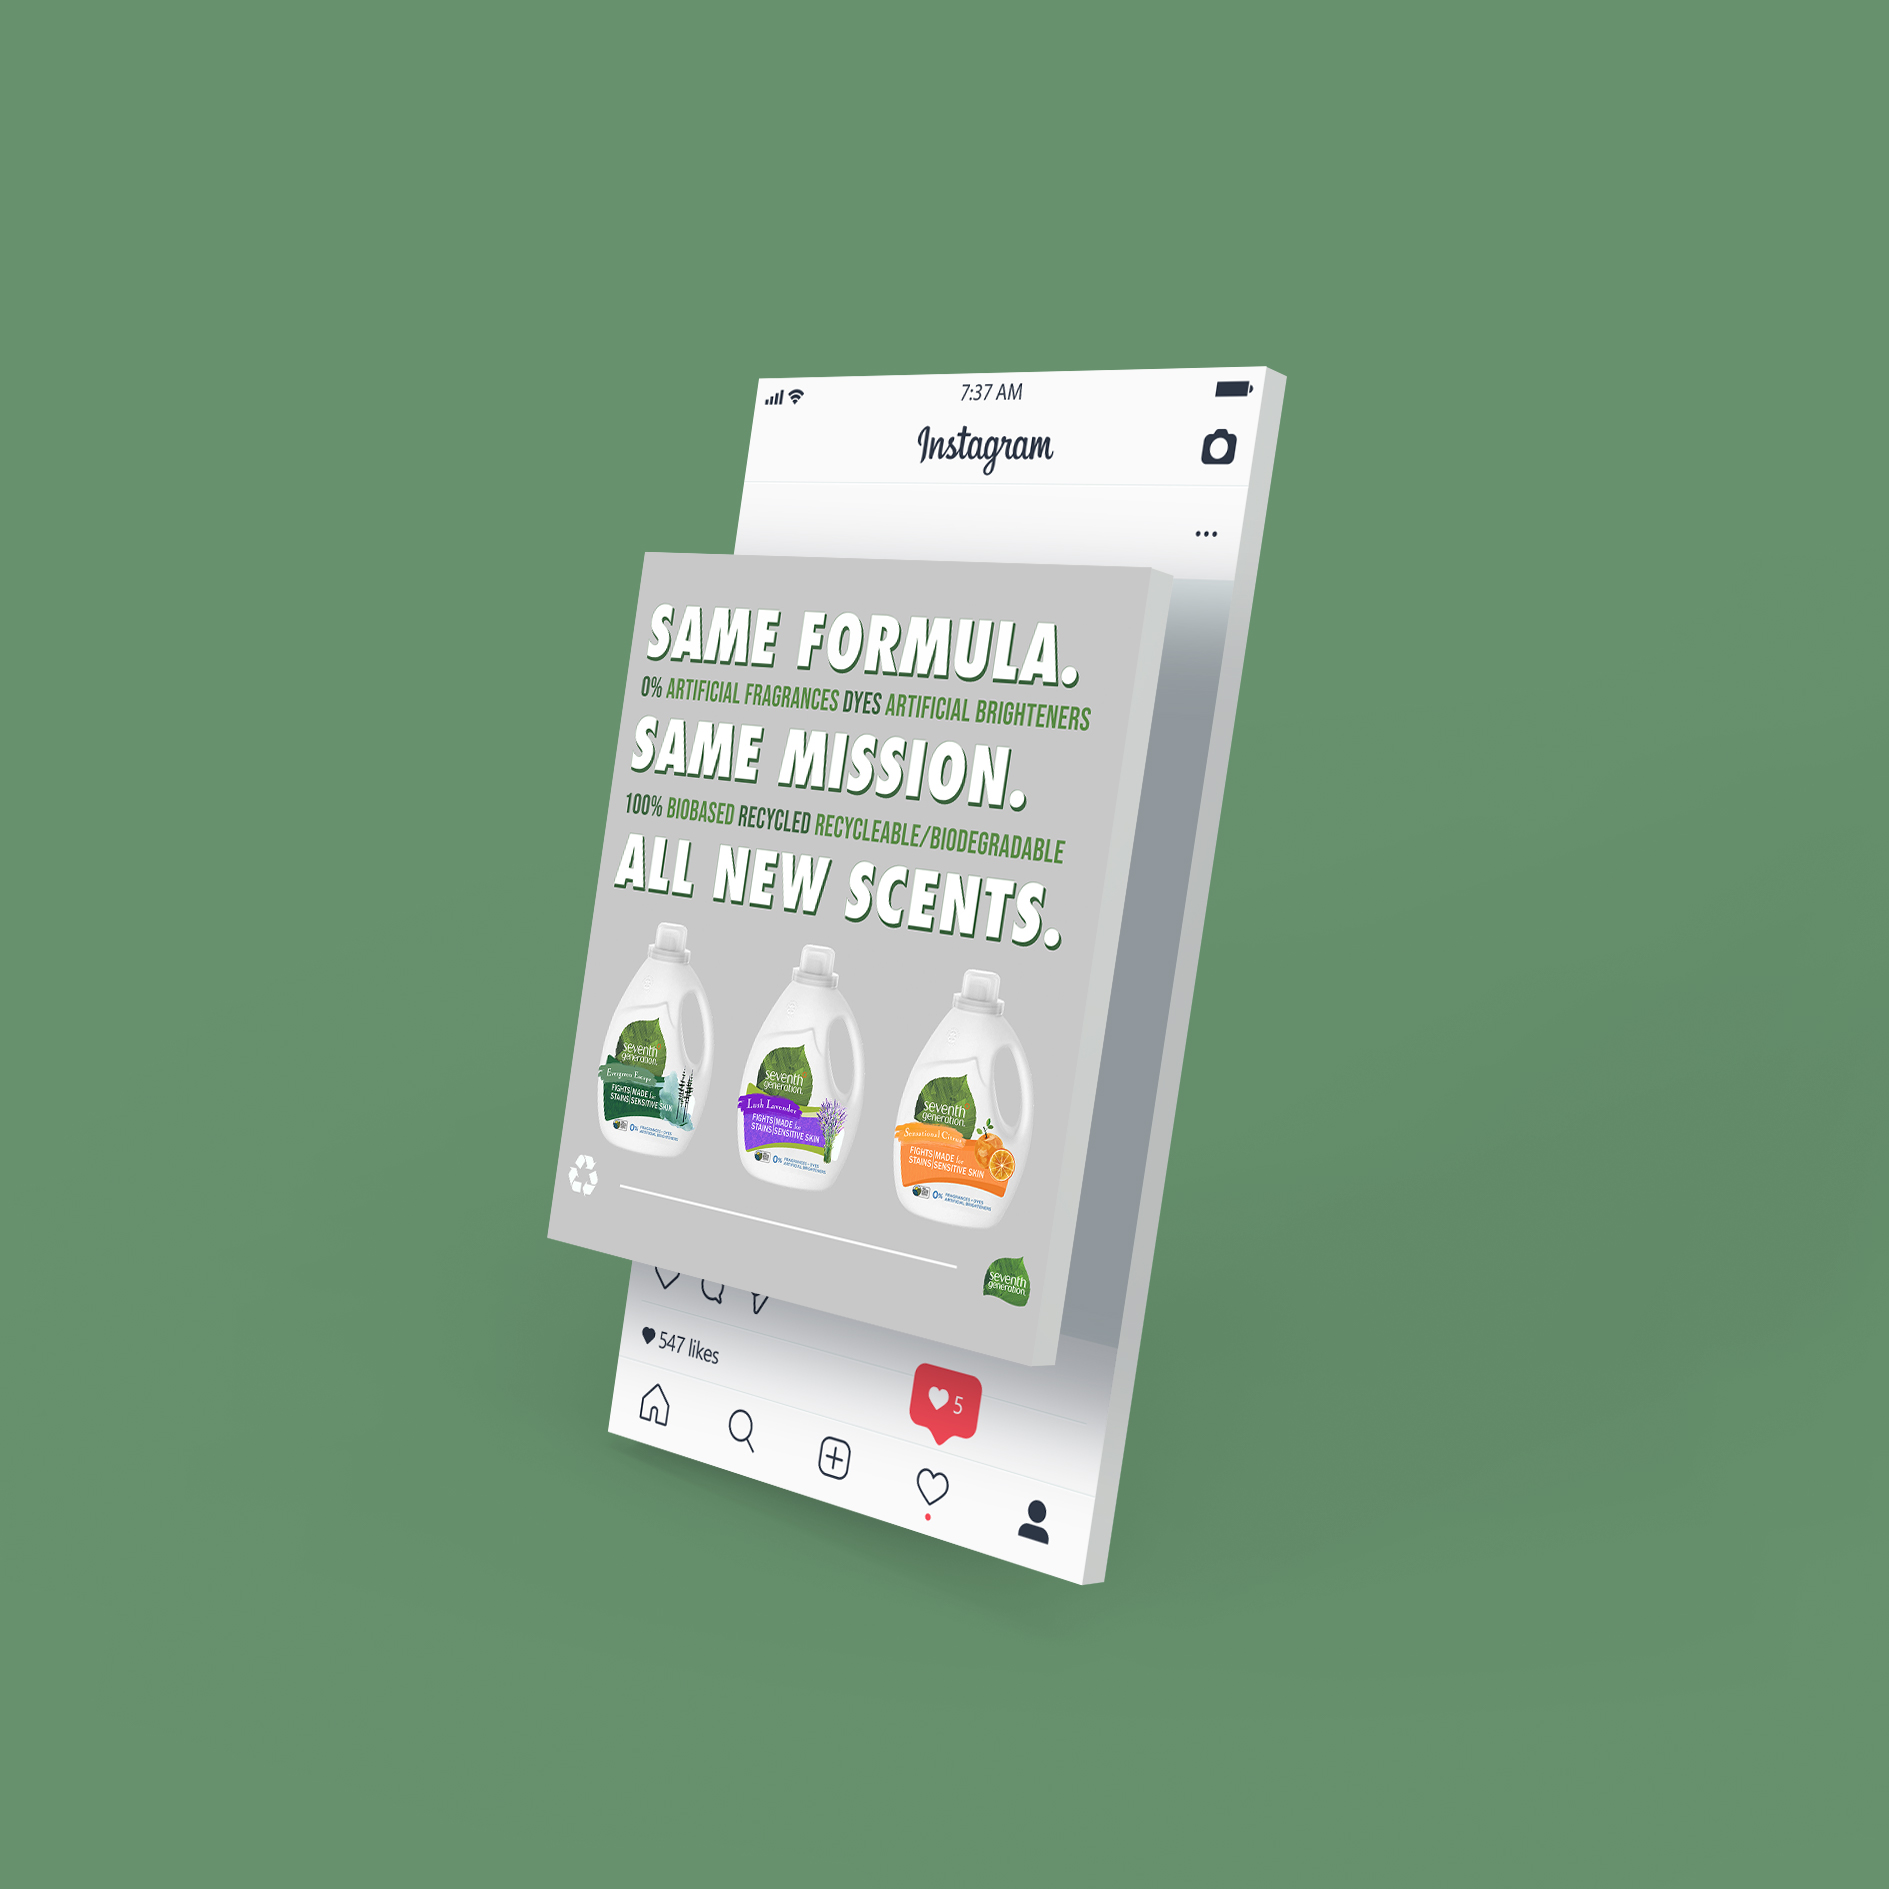 7:37 AM
Instagram
SAME FORMULA.
0% ARTIFICIAL FRAGRANCES DYES ARTIFICIAL BRIGHTENERS
SAME MISSION.
100% BIOBASED RECYCLED RECYCLEABLE/BIODEGRADABLE
ALL NEW SCENTS.
seventh
generation.
Evergreen Escape
FIGHTS MADE for
STAINS SENSITIVE SKIN
0% FRAGRANCES • DYES
ARTIFICIAL BRIGHTENERS
seventh
generation.
Lush Lavender
FIGHTS MADE for
STAINS SENSITIVE SKIN
0% FRAGRANCES • DYES
ARTIFICIAL BRIGHTENERS
seventh
generation.
Sensational Citrus
FIGHTS MADE for
STAINS SENSITIVE SKIN
0% FRAGRANCES • DYES
ARTIFICIAL BRIGHTENERS
seventh
generation.
547 likes
5